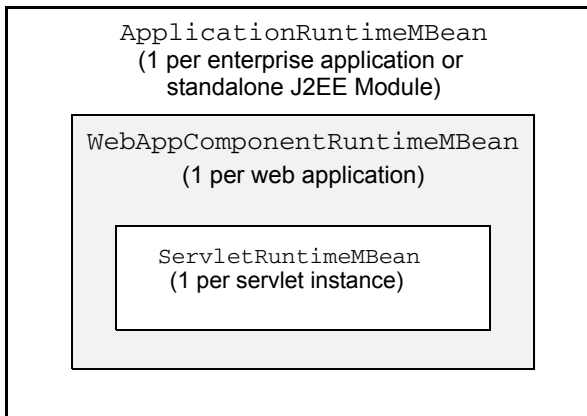 ApplicationRuntimeMBean
(1 per enterprise application or
standalone J2EE Module)
WebAppComponentRuntimeMBean
(1 per web application)
ServletRuntimeMBean
(1 per servlet instance)